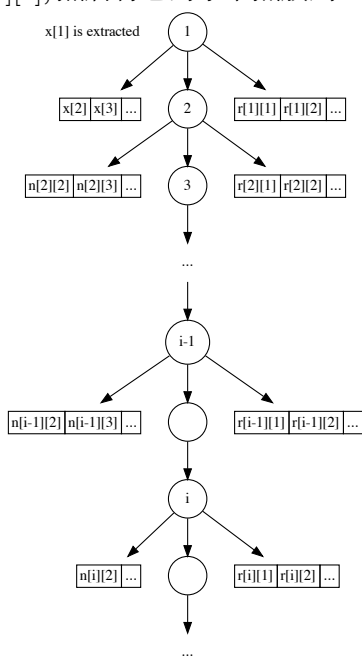 x[1] is extracted 1
x[2] x[3] ... 2 r[1][1] r[1][2] ...
n[2][2] n[2][3] ... 3 r[2][1] r[2][2] ...
...
i-1
n[i-1][2] n[i-1][3] ... r[i-1][1] r[i-1][2] ...
i
n[i][2] ... r[i][1] r[i][2] ...
...